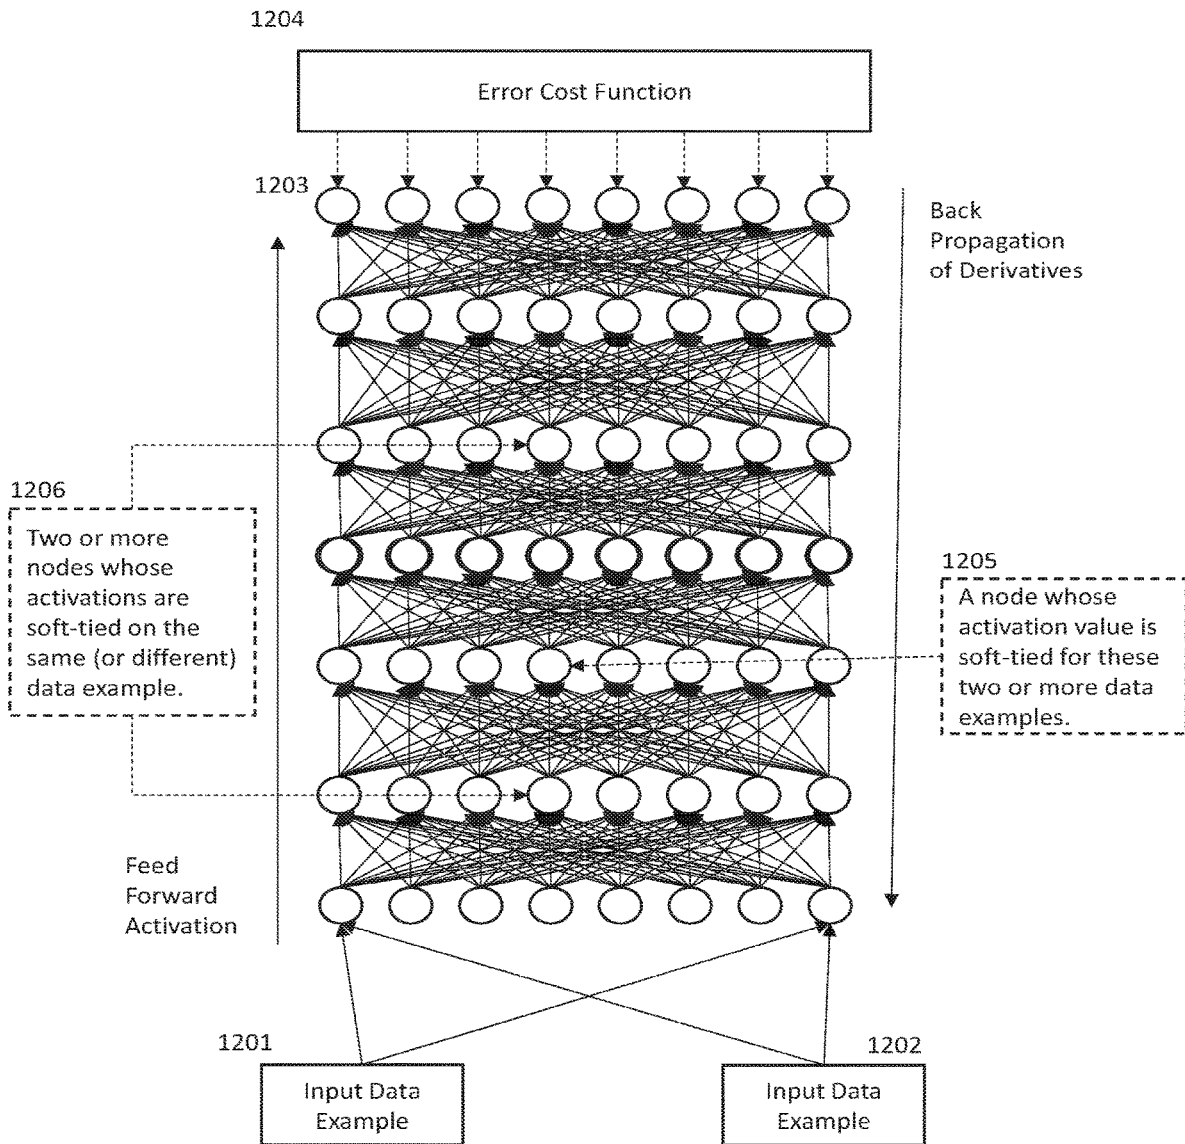 1204
Error Cost Function
1203
Back
Propagation
of Derivatives
1206
Two or more
nodes whose
activations are
soft-tied on the
same (or different)
data example.
1205
A node whose
activation value is
soft-tied for these
two or more data
examples.
Feed
Forward
Activation
1201
Input Data
Example
1202
Input Data
Example